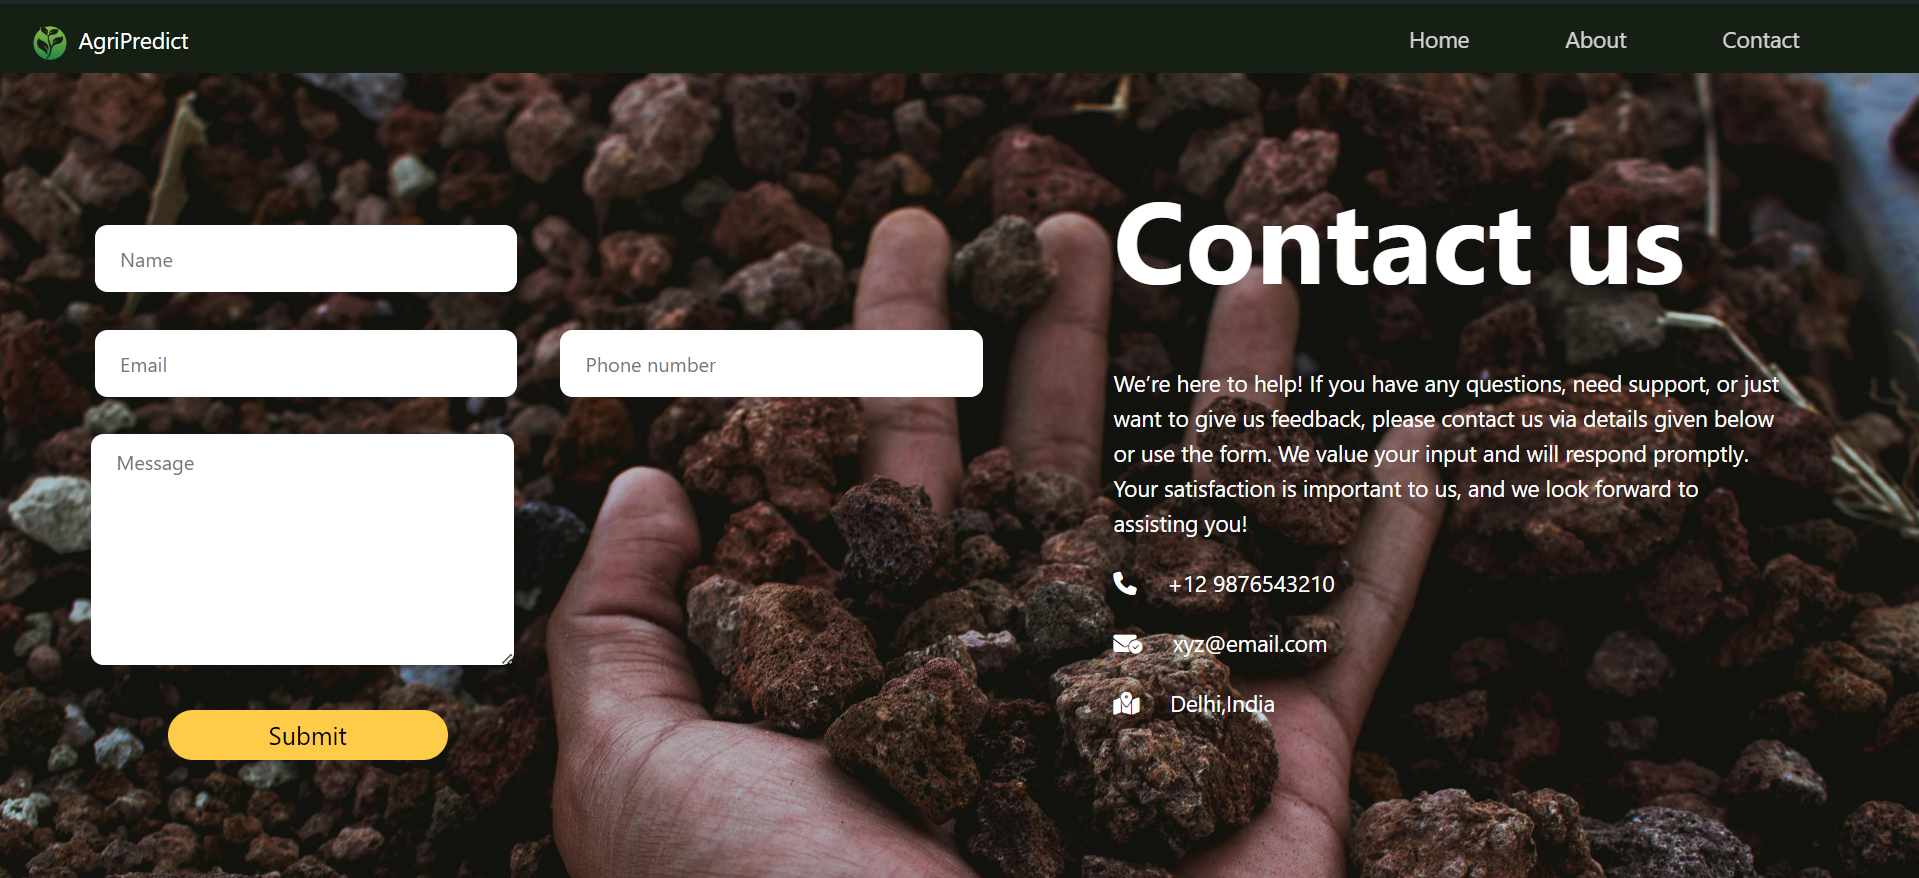 AgriPredict
Home
About
Contact
Name
Email
Phone number
Message
Submit
Contact us
We’re here to help! If you have any questions, need support, or just
want to give us feedback, please contact us via details given below
or use the form. We value your input and will respond promptly.
Your satisfaction is important to us, and we look forward to
assisting you!
+12 9876543210
xyz@email.com
Delhi,India